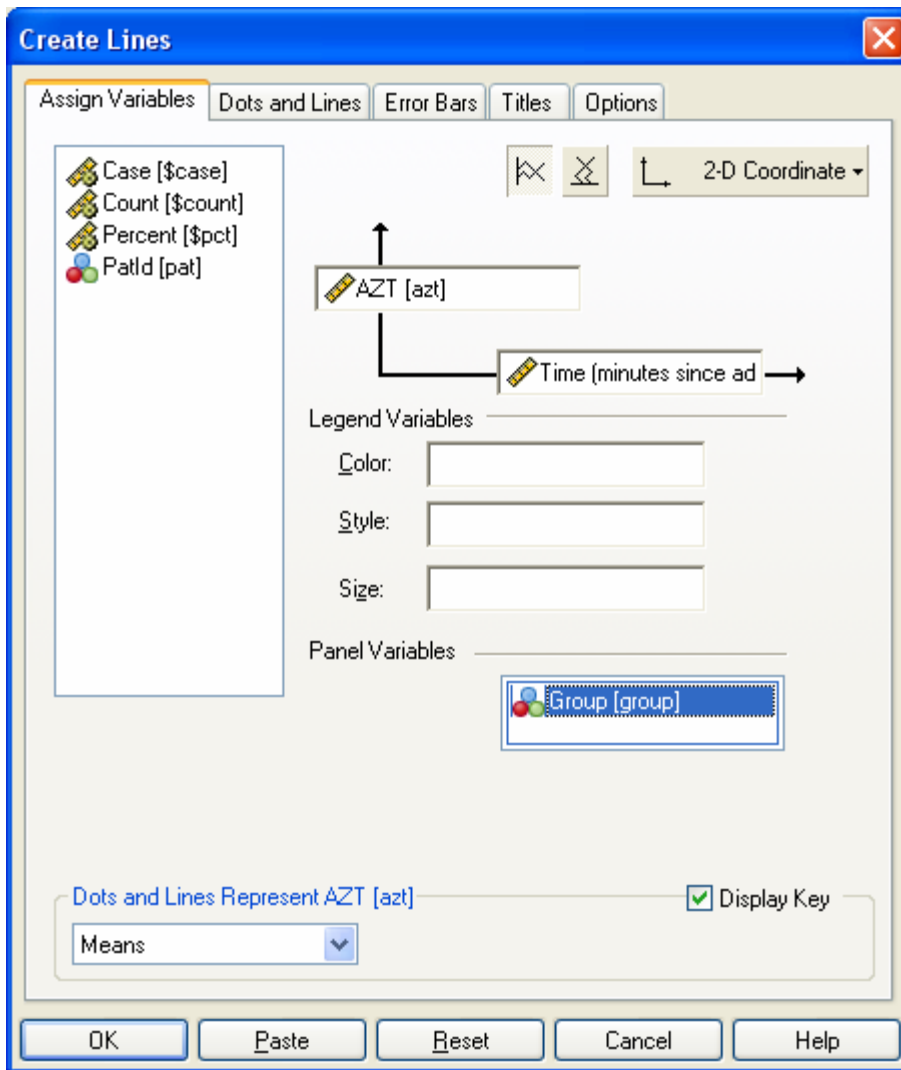 Create Lines
Assign Variables Dots and Lines Error Bars Titles Options
Case [$case]
Count [$count]
Percent [$pct]
PatId [pat]
2-D Coordinate
AZT [azt]
Time (minutes since ad
Legend Variables
Color:
Style:
Size:
Panel Variables
Group [group]
Dots and Lines Represent AZT [azt] Display Key
Means
OK Paste Reset Cancel Help